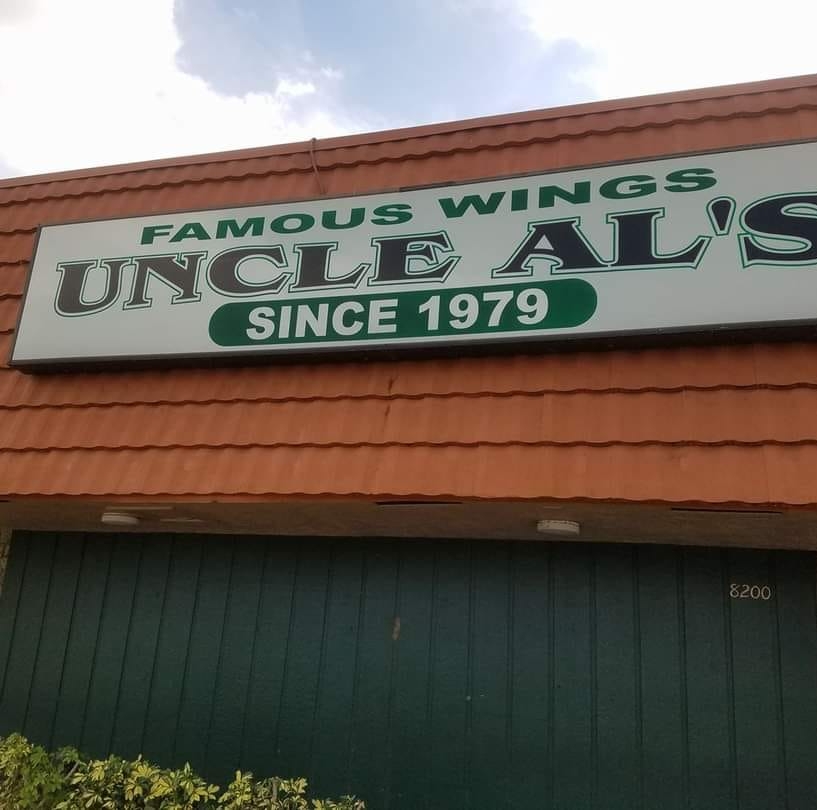 FAMOUS WINGS
UNCLE AL'S
SINCE 1979
8200